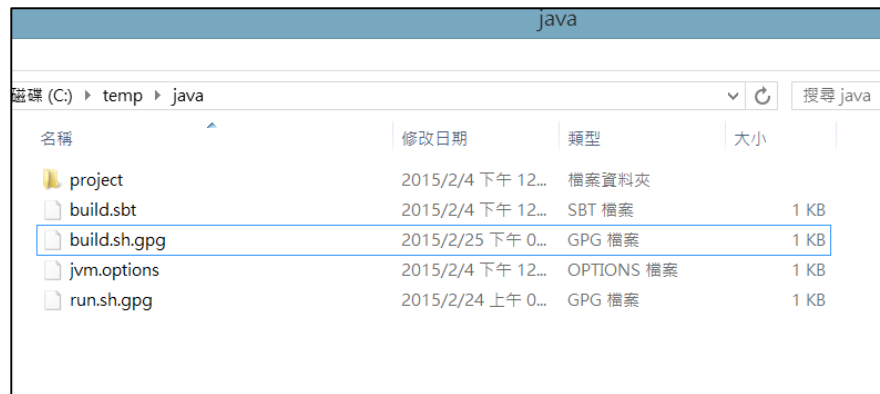 java
磁碟 (C:) temp java 搜尋 java
名稱 修改日期 類型 大小
project 2015/2/4 下午 12... 檔案資料夾
build.sbt 2015/2/4 下午 12... SBT 檔案 1 KB
build.sh.gpg 2015/2/25 下午 0... GPG 檔案 1 KB
jvm.options 2015/2/4 下午 12... OPTIONS 檔案 1 KB
run.sh.gpg 2015/2/24 上午 0... GPG 檔案 1 KB